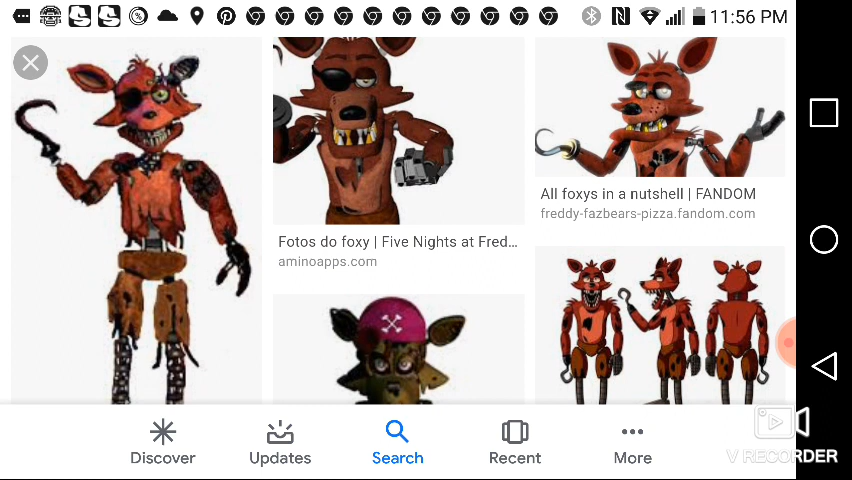 11:56 PM
Fotos do foxy | Five Nights at Fred...
aminoapps.com
All foxys in a nutshell | FANDOM
freddy-fazbears-pizza.fandom.com
Discover
Updates
Search
Recent
More
V RECORDER